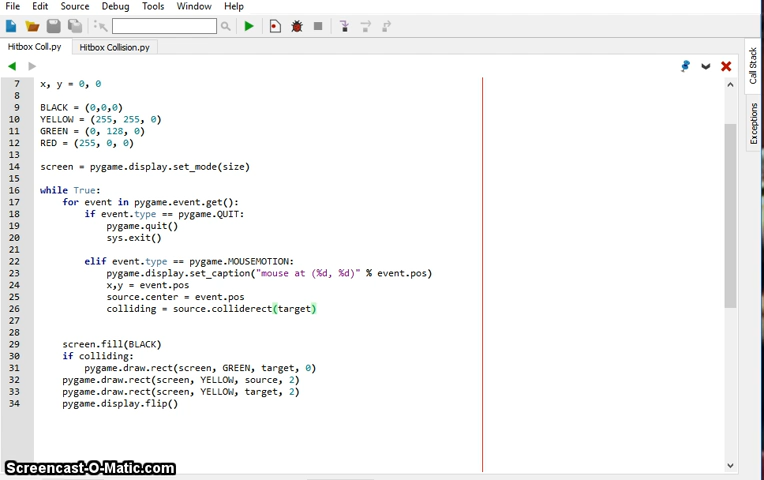 File Edit Source Debug Tools Window Help
Hitbox Coll.py Hitbox Collision.py
7 x, y = 0, 0
8
9 BLACK = (0,0,0)
10 YELLOW = (255, 255, 0)
11 GREEN = (0, 128, 0)
12 RED = (255, 0, 0)
13
14 screen = pygame.display.set_mode(size)
15
16 while True:
17 for event in pygame.event.get():
18 if event.type == pygame.QUIT:
19 pygame.quit()
20 sys.exit()
21
22 elif event.type == pygame.MOUSEMOTION:
23 pygame.display.set_caption("mouse at (%d, %d)" % event.pos)
24 x,y = event.pos
25 source.center = event.pos
26 colliding = source.colliderect(target)
27
28
29 screen.fill(BLACK)
30 if colliding:
31 pygame.draw.rect(screen, GREEN, target, 0)
32 pygame.draw.rect(screen, YELLOW, source, 2)
33 pygame.draw.rect(screen, YELLOW, target, 2)
34 pygame.display.flip()
Call Stack
Exceptions
Screencast-O-Matic.com